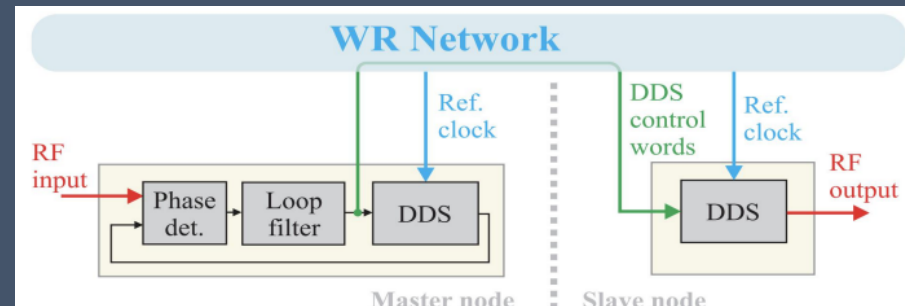 WR Network
RF
input
Ref.
clock
DDS
control
words
Ref.
clock
RF
output
Phase
det.
Loop
filter
DDS
DDS
Master node
Slave node